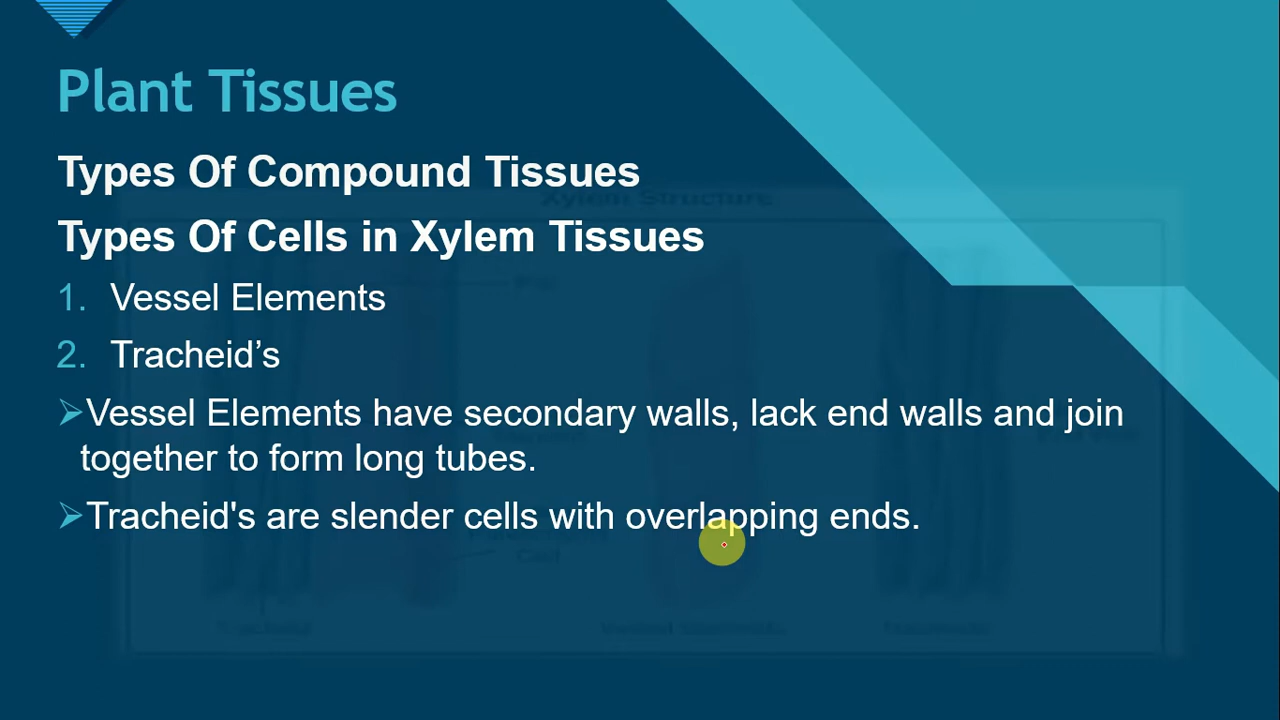 Plant Tissues
Types Of Compound Tissues
Xylem Structure
Types Of Cells in Xylem Tissues
1. Vessel Elements
2. Tracheid’s
➢Vessel Elements have secondary walls, lack end walls and join
together to form long tubes.
➢Tracheid's are slender cells with overlapping ends.